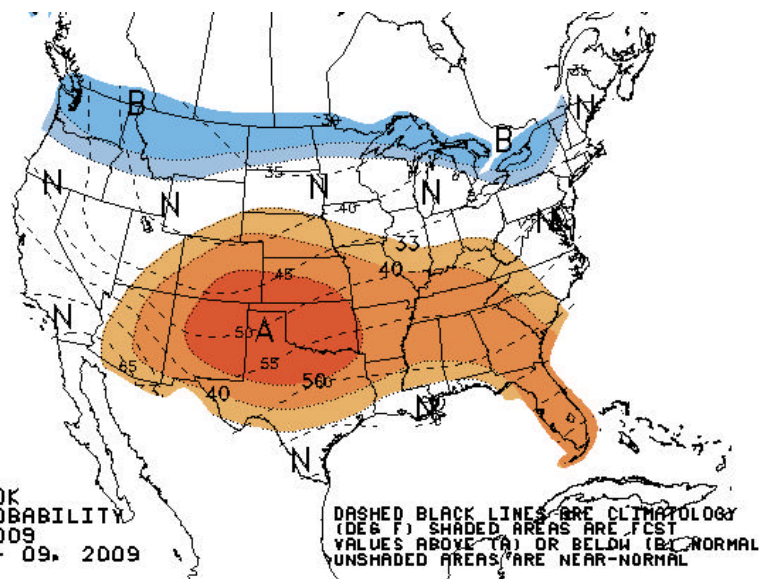 B
B
N
N
N
N
N
N
35
40
33
40
45
50
A
N
65
55
50
40
N
N
OK
OBABILITY
009
09, 2009
DASHED BLACK LINES ARE CLIMATOLOGY
(DEG F) SHADED AREAS ARE FCST
VALUES ABOVE (A) OR BELOW (B) NORMAL
UNSHADED AREAS ARE NEAR-NORMAL